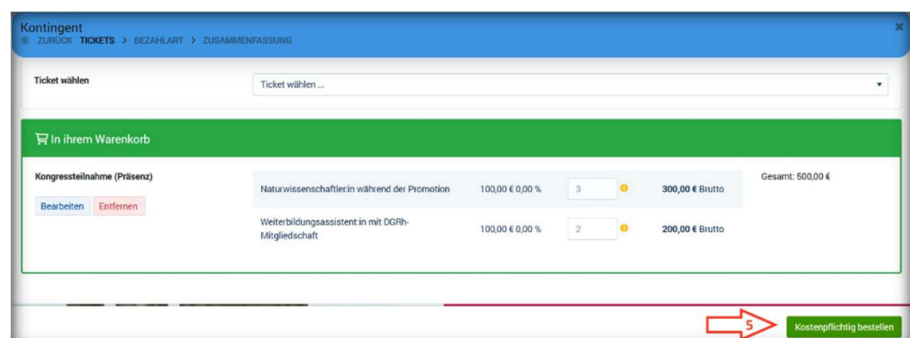 Kontingent
ZURÜCK TICKETS > BEZAHLART > ZUSAMMENFASSUNG
Ticket wählen
Ticket wählen ...
In ihrem Warenkorb
Kongressteilnahme (Präsenz)
Bearbeiten Entfernen
Naturwissenschaftler:in während der Promotion 100,00 € 0,00 % 3 300,00 € Brutto
Gesamt: 500,00 €
Weiterbildungsassistent:in mit DGRh-
Mitgliedschaft 100,00 € 0,00 % 2 200,00 € Brutto
5
Kostenpflichtig bestellen